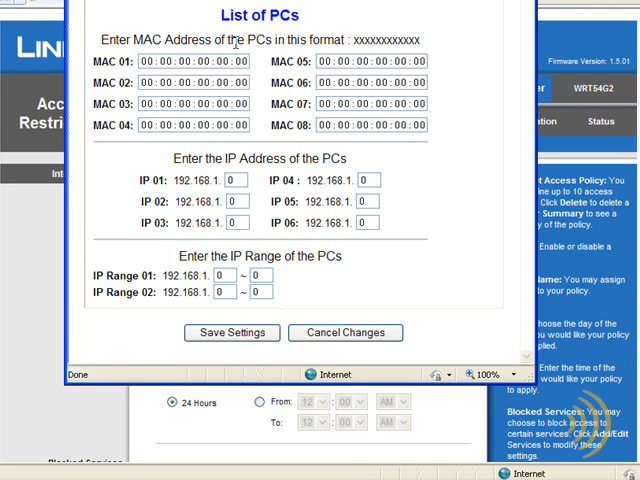 List of PCs
Enter MAC Address of the PCs in this format : xxxxxxxxxxxx
MAC 01: 00:00:00:00:00:00 MAC 05: 00:00:00:00:00:00
MAC 02: 00:00:00:00:00:00 MAC 06: 00:00:00:00:00:00
MAC 03: 00:00:00:00:00:00 MAC 07: 00:00:00:00:00:00
MAC 04: 00:00:00:00:00:00 MAC 08: 00:00:00:00:00:00
Enter the IP Address of the PCs
IP 01: 192.168.1. 0 IP 04 : 192.168.1. 0
IP 02: 192.168.1. 0 IP 05: 192.168.1. 0
IP 03: 192.168.1. 0 IP 06: 192.168.1. 0
Enter the IP Range of the PCs
IP Range 01: 192.168.1. 0 ~ 0
IP Range 02: 192.168.1. 0 ~ 0
Save Settings Cancel Changes
Done Internet 100%
Firmware Version: 1.5.01
WRT54G2
Status
et Access Policy: You
ine up to 10 access
Click Delete to delete a
r Summary to see a
Enable or disable a
Name: You may assign
to your policy.
hoose the day of the
would like your policy
plied.
Enter the time of the
would like your policy
to apply.
Blocked Services: You may
choose to block access to
certain services. Click Add/Edit
Services to modify these
settings.
24 Hours From: 12 : 00 AM
To: 12 : 00 AM
Blocked Services
Internet